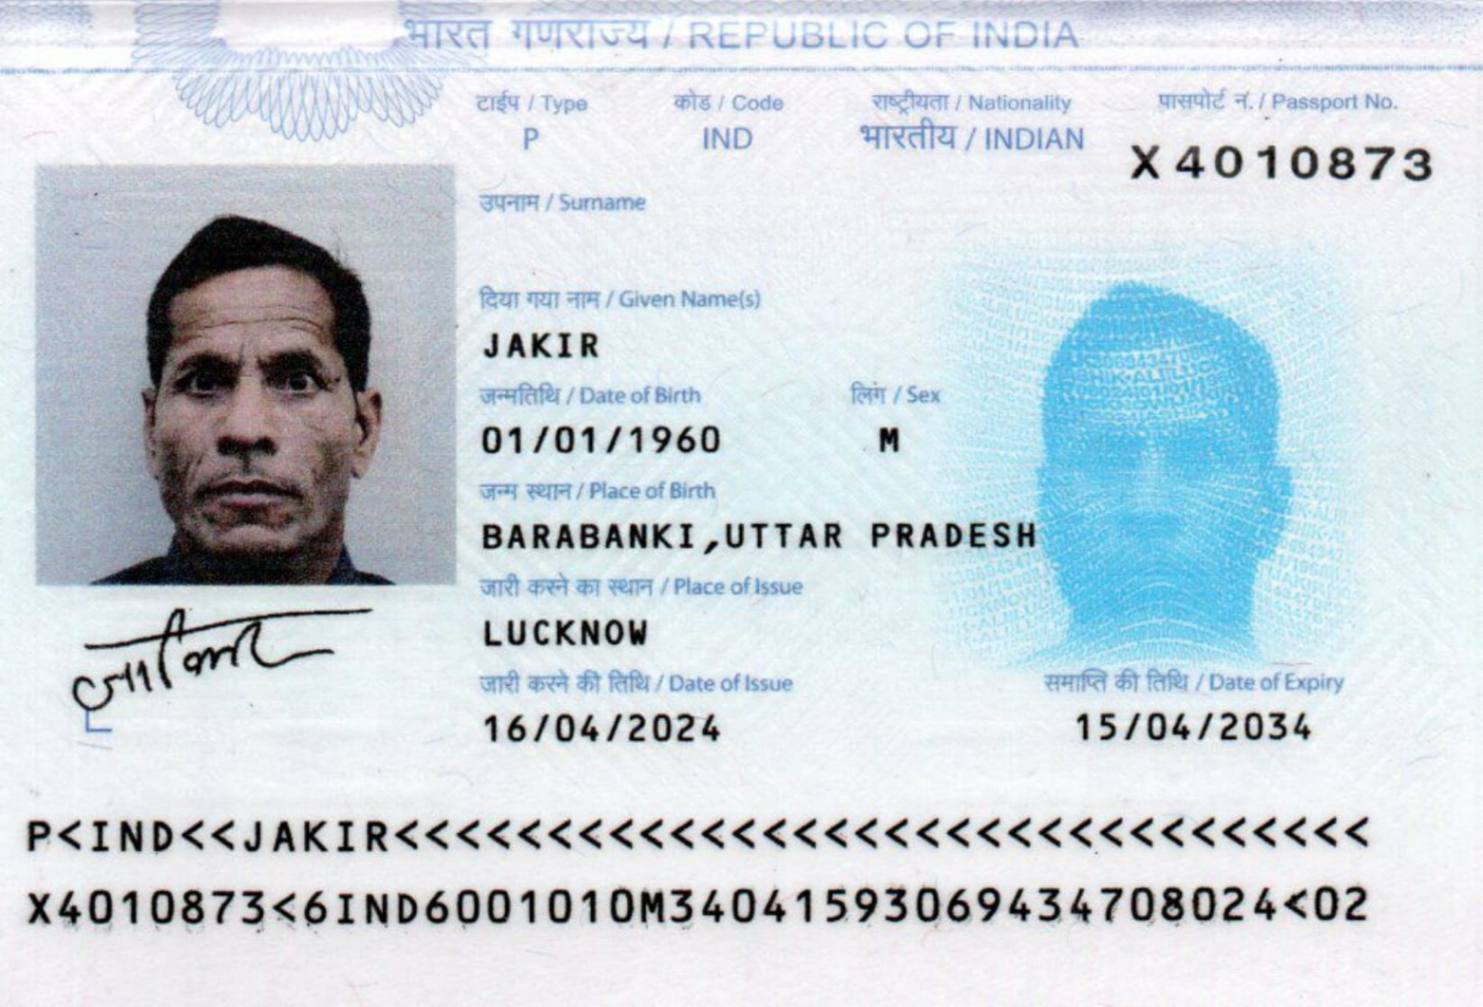 भारत गणराज्य / REPUBLIC OF INDIA
टाईप / Type कोड / Code राष्ट्रीयता / Nationality पासपोर्ट नं. / Passport No.
P IND भारतीय / INDIAN X4010873
उपनाम / Surname
दिया गया नाम / Given Name(s)
JAKIR
जन्मतिथि / Date of Birth लिंग / Sex
01/01/1960 M
जन्म स्थान / Place of Birth
BARABANKI,UTTAR PRADESH
जारी करने का स्थान / Place of Issue
LUCKNOW
जारी करने की तिथि / Date of Issue समाप्ति की तिथि / Date of Expiry
16/04/2024 15/04/2034
जाकिर
P<IND<<JAKIR<<<<<<<<<<<<<<<<<<<<<<<<<<<<<<<<
X4010873<6IND6001010M34041593069434708024<02